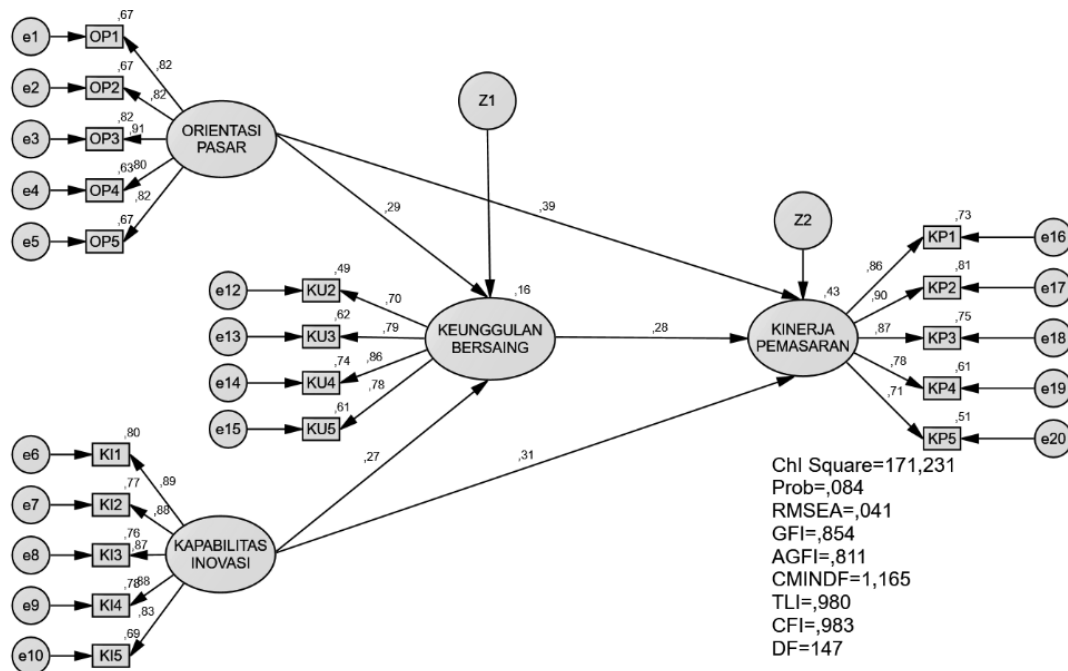 e1
OP1
,67
,82
e2
OP2
,67
,82
e3
OP3
,82
,91
e4
OP4
,63
,80
e5
OP5
,67
,82
ORIENTASI
PASAR
Z1
,29
,39
Z2
e12
KU2
,49
,70
e13
KU3
,62
,79
e14
KU4
,74
,86
e15
KU5
,61
,78
,16
KEUNGGULAN
BERSAING
,28
,43
KINERJA
PEMASARAN
,73
KP1
e16
,86
,81
KP2
e17
,90
,75
KP3
e18
,87
,61
KP4
e19
,78
,51
KP5
e20
,71
e6
KI1
,80
,89
e7
KI2
,77
,88
e8
KI3
,76
,87
e9
KI4
,78
,88
e10
KI5
,69
,83
KAPABILITAS
INOVASI
,27
,31
ChI Square=171,231
Prob=,084
RMSEA=,041
GFI=,854
AGFI=,811
CMINDF=1,165
TLI=,980
CFI=,983
DF=147